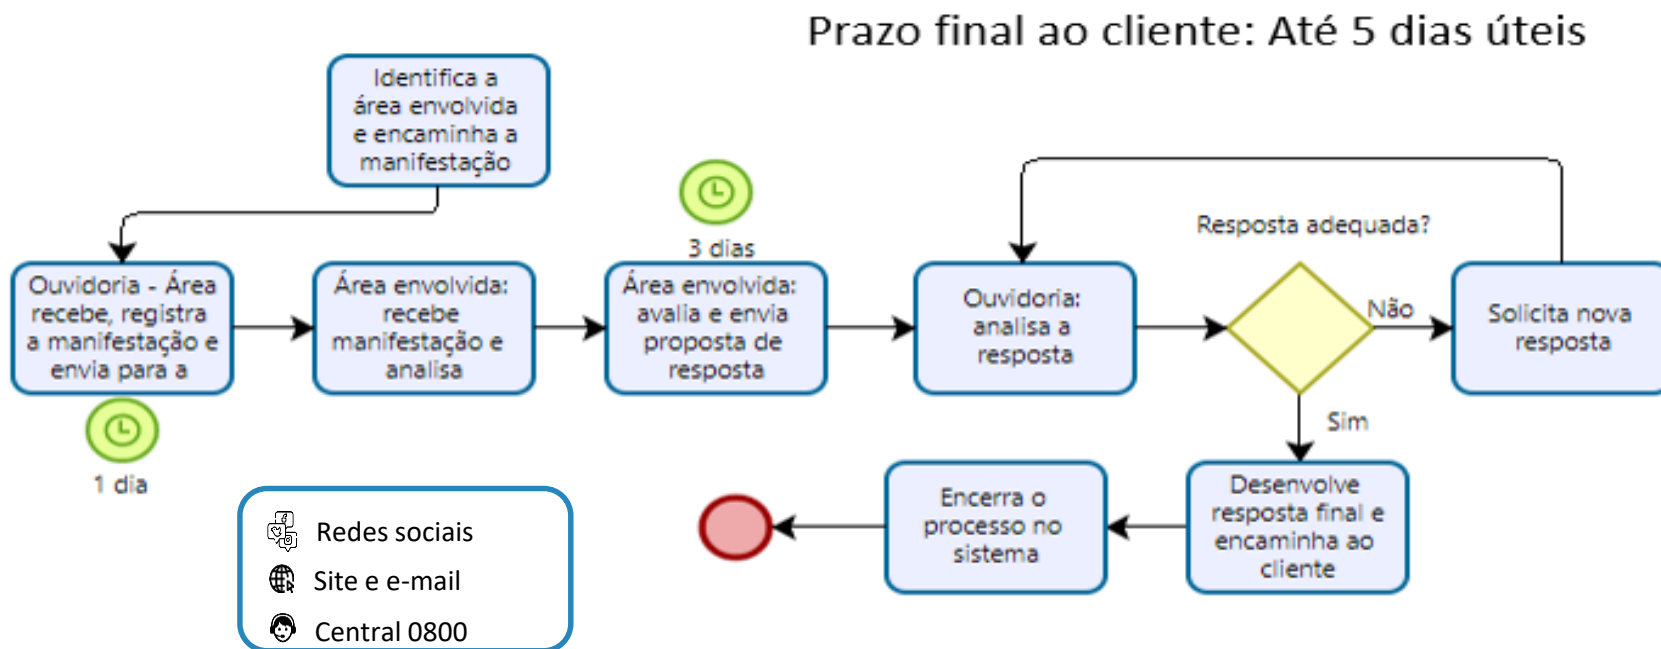 Prazo final ao cliente: Até 5 dias úteis
Identifica a
área envolvida
e encaminha a
manifestação
3 dias
Resposta adequada?
Ouvidoria - Área
recebe, registra
a manifestação e
envia para a
Área envolvida:
recebe
manifestação e
analisa
Área envolvida:
avalia e envia
proposta de
resposta
Ouvidoria:
analisa a
resposta
Não
Solicita nova
resposta
Sim
1 dia
Desenvolve
resposta final e
encaminha ao
cliente
Encerra o
processo no
sistema
Redes sociais
Site e e-mail
Central 0800